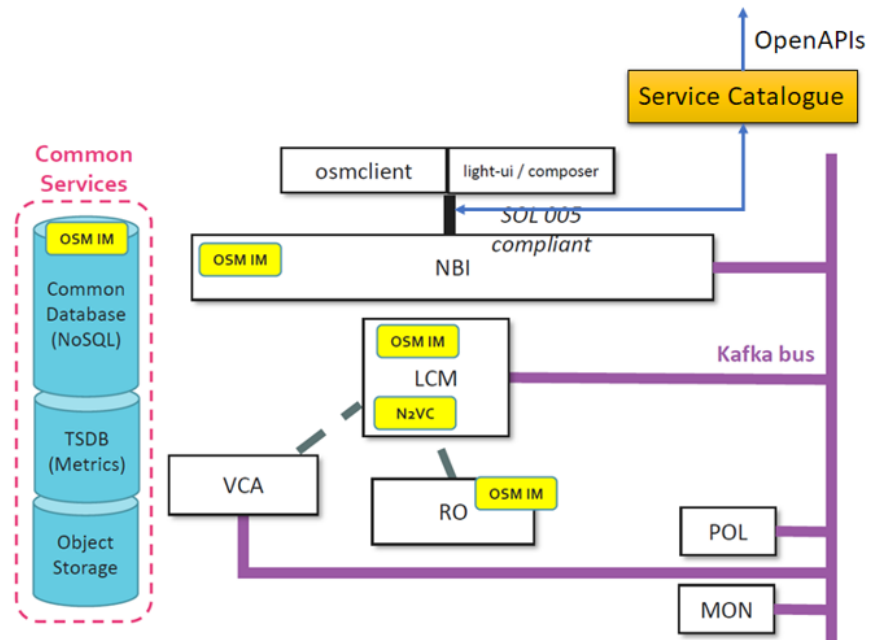 OpenAPIs
Service Catalogue
Common
Services
osmclient
light-ui / composer
SOL 005
compliant
OSM IM
Common
Database
(NoSQL)
TSDB
(Metrics)
Object
Storage
OSM IM
NBI
OSM IM
LCM
N2VC
Kafka bus
VCA
OSM IM
RO
POL
MON